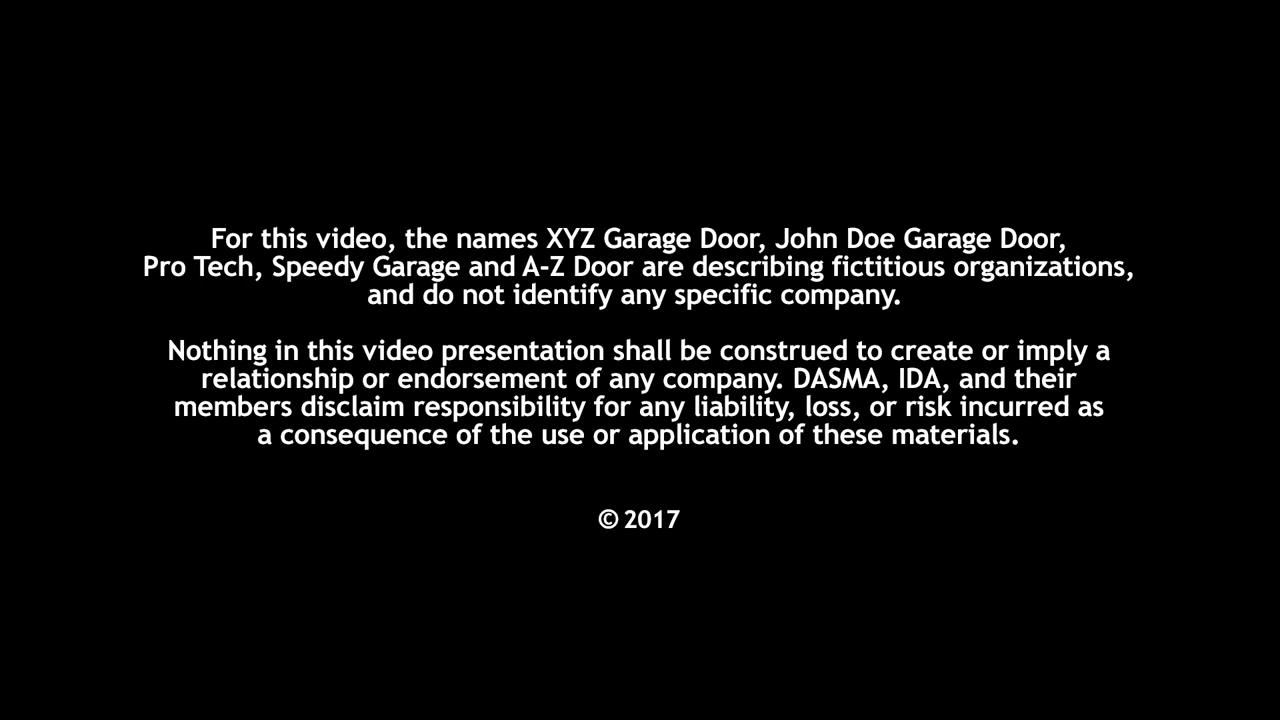 For this video, the names XYZ Garage Door, John Doe Garage Door,
Pro Tech, Speedy Garage and A-Z Door are describing fictitious organizations,
and do not identify any specific company.
Nothing in this video presentation shall be construed to create or imply a
relationship or endorsement of any company. DASMA, IDA, and their
members disclaim responsibility for any liability, loss, or risk incurred as
a consequence of the use or application of these materials.
© 2017